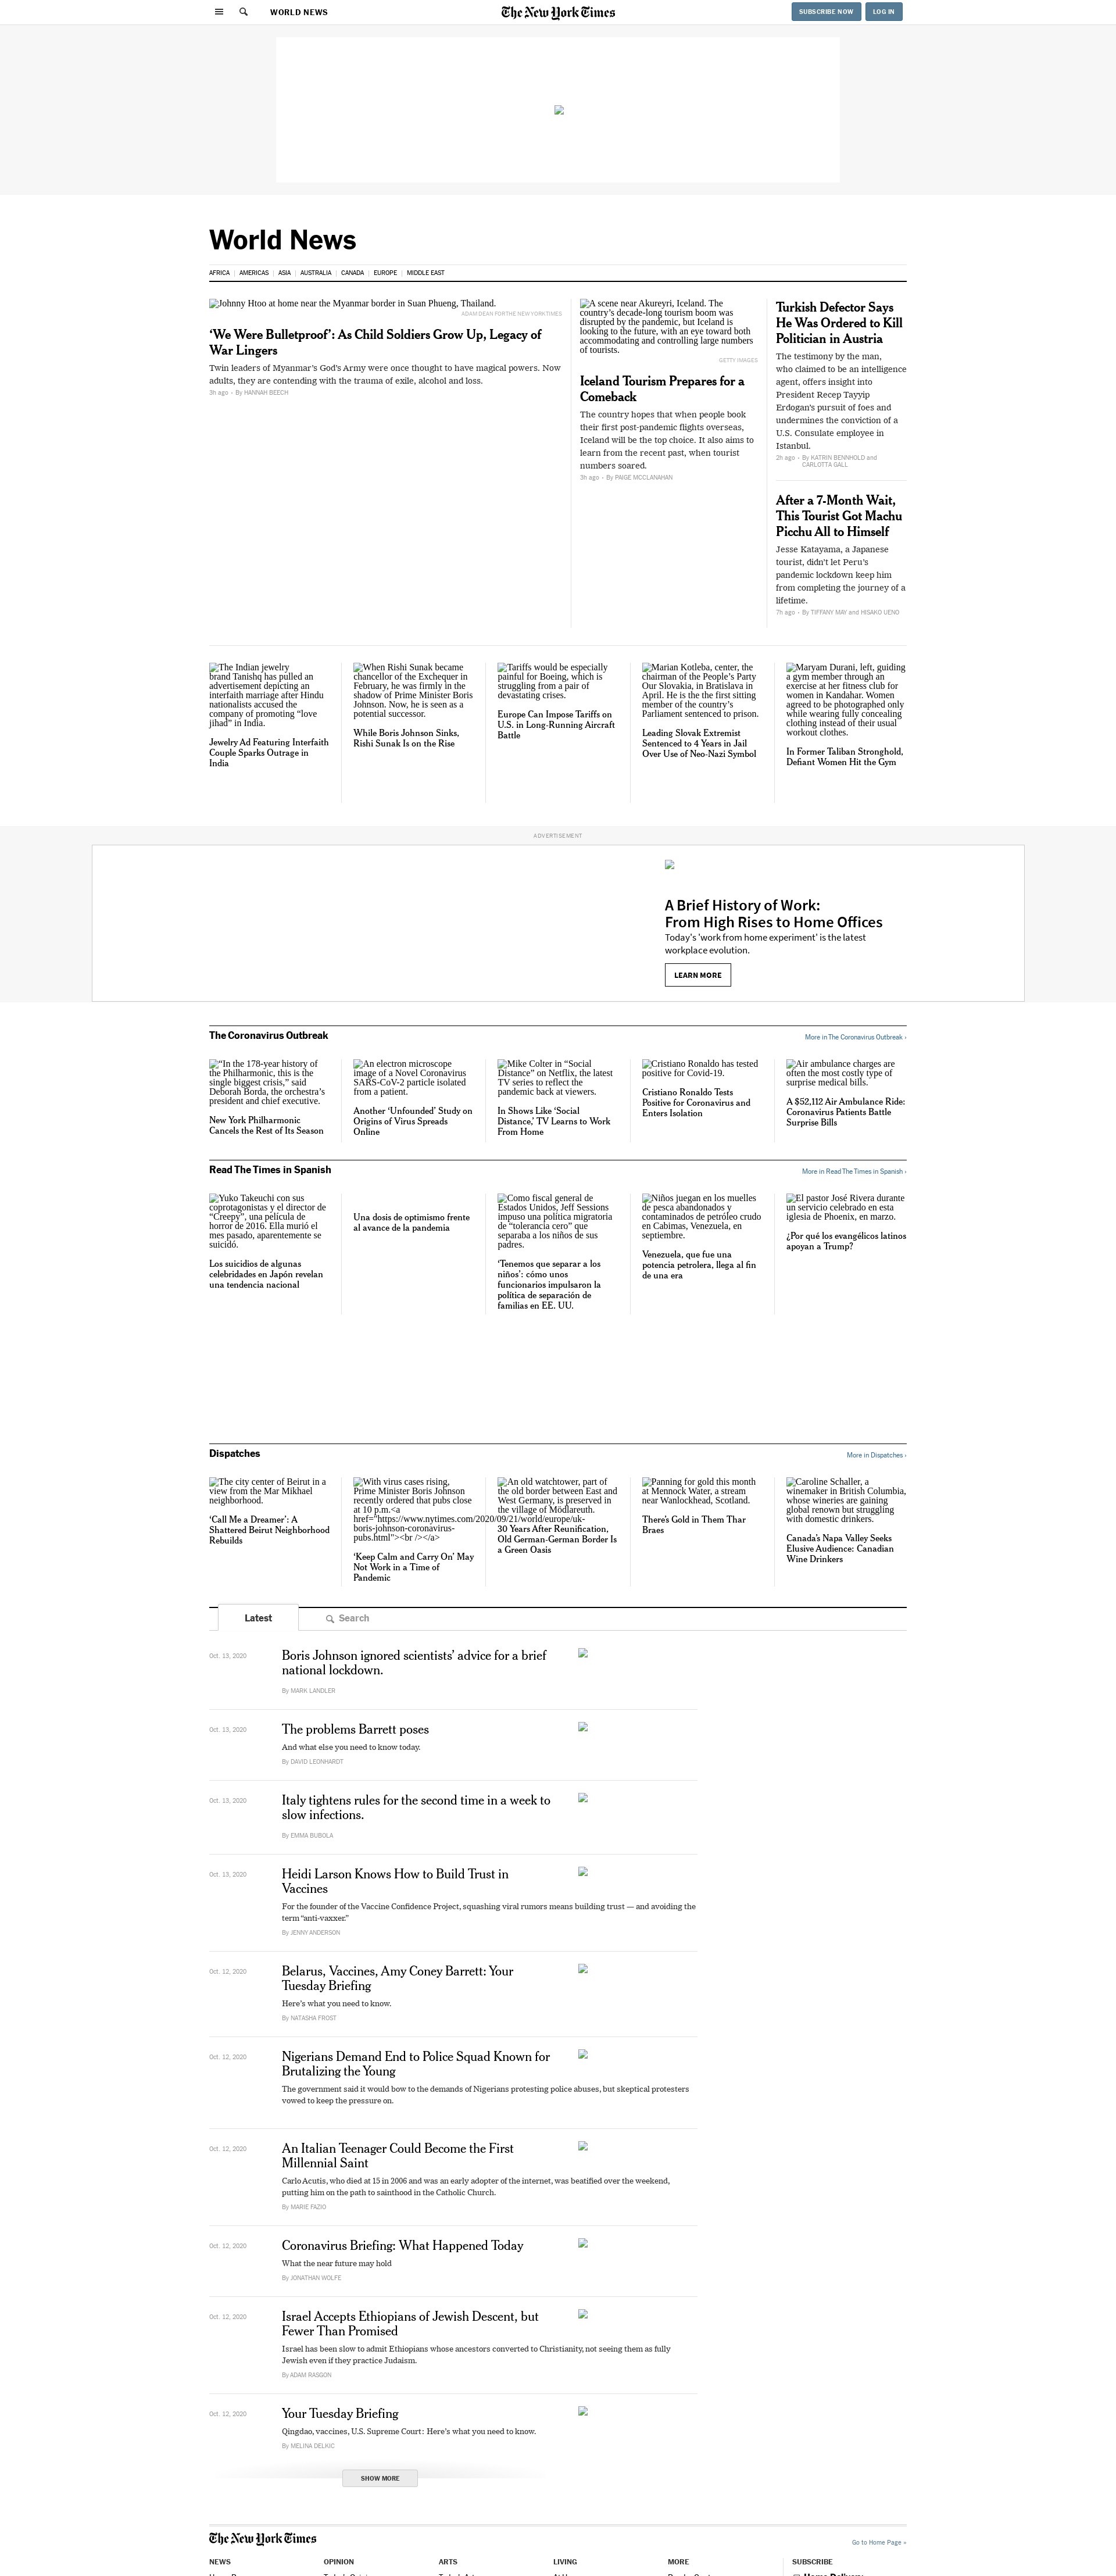 WORLD NEWS
The New York Times
SUBSCRIBE NOW
LOG IN
World News
AFRICA
AMERICAS
ASIA
AUSTRALIA
CANADA
EUROPE
MIDDLE EAST
Johnny Htoo at home near the Myanmar border in Suan Phueng, Thailand.
ADAM DEAN FOR THE NEW YORK TIMES
‘We Were Bulletproof’: As Child Soldiers Grow Up, Legacy of
War Lingers
Twin leaders of Myanmar’s God’s Army were once thought to have magical powers. Now
adults, they are contending with the trauma of exile, alcohol and loss.
3h ago • By HANNAH BEECH
A scene near Akureyri, Iceland. The
country’s decade-long tourism boom was
disrupted by the pandemic, but Iceland is
looking to the future, with an eye toward both
accommodating and controlling large numbers
of tourists.
GETTY IMAGES
Iceland Tourism Prepares for a
Comeback
The country hopes that when people book
their first post-pandemic flights overseas,
Iceland will be the top choice. It also aims to
learn from the recent past, when tourist
numbers soared.
3h ago • By PAIGE MCCLANAHAN
Turkish Defector Says
He Was Ordered to Kill
Politician in Austria
The testimony by the man,
who claimed to be an intelligence
agent, offers insight into
President Recep Tayyip
Erdogan’s pursuit of foes and
undermines the conviction of a
U.S. Consulate employee in
Istanbul.
2h ago • By KATRIN BENNHOLD and
CARLOTTA GALL
After a 7-Month Wait,
This Tourist Got Machu
Picchu All to Himself
Jesse Katayama, a Japanese
tourist, didn’t let Peru’s
pandemic lockdown keep him
from completing the journey of a
lifetime.
7h ago • By TIFFANY MAY and HISAKO UENO
The Indian jewelry
brand Tanishq has pulled an
advertisement depicting an
interfaith marriage after Hindu
nationalists accused the
company of promoting “love
jihad” in India.
Jewelry Ad Featuring Interfaith
Couple Sparks Outrage in
India
When Rishi Sunak became
chancellor of the Exchequer in
February, he was firmly in the
shadow of Prime Minister Boris
Johnson. Now, he is seen as a
potential successor.
While Boris Johnson Sinks,
Rishi Sunak Is on the Rise
Tariffs would be especially
painful for Boeing, which is
struggling from a pair of
devastating crises.
Europe Can Impose Tariffs on
U.S. in Long-Running Aircraft
Battle
Marian Kotleba, center, the
chairman of the People’s Party
Our Slovakia, in Bratislava in
April. He is the the first sitting
member of the country’s
Parliament sentenced to prison.
Leading Slovak Extremist
Sentenced to 4 Years in Jail
Over Use of Neo-Nazi Symbol
Maryam Durani, left, guiding
a gym member through an
exercise at her fitness club for
women in Kandahar. Women
agreed to be photographed only
while wearing fully concealing
clothing instead of their usual
workout clothes.
In Former Taliban Stronghold,
Defiant Women Hit the Gym
ADVERTISEMENT
A Brief History of Work:
From High Rises to Home Offices
Today's 'work from home experiment' is the latest
workplace evolution.
LEARN MORE
The Coronavirus Outbreak
More in The Coronavirus Outbreak ›
“In the 178-year history of
the Philharmonic, this is the
single biggest crisis,” said
Deborah Borda, the orchestra’s
president and chief executive.
New York Philharmonic
Cancels the Rest of Its Season
An electron microscope
image of a Novel Coronavirus
SARS-CoV-2 particle isolated
from a patient.
Another ‘Unfounded’ Study on
Origins of Virus Spreads
Online
Mike Colter in “Social
Distance” on Netflix, the latest
TV series to reflect the
pandemic back at viewers.
In Shows Like ‘Social
Distance,’ TV Learns to Work
From Home
Cristiano Ronaldo has tested
positive for Covid-19.
Cristiano Ronaldo Tests
Positive for Coronavirus and
Enters Isolation
Air ambulance charges are
often the most costly type of
surprise medical bills.
A $52,112 Air Ambulance Ride:
Coronavirus Patients Battle
Surprise Bills
Read The Times in Spanish
More in Read The Times in Spanish ›
Yuko Takeuchi con sus
coprotagonistas y el director de
“Creepy”, una película de
horror de 2016. Ella murió el
mes pasado, aparentemente se
suicidó.
Los suicidios de algunas
celebridades en Japón revelan
una tendencia nacional
Una dosis de optimismo frente
al avance de la pandemia
Como fiscal general de
Estados Unidos, Jeff Sessions
impuso una política migratoria
de “tolerancia cero” que
separaba a los niños de sus
padres.
‘Tenemos que separar a los
niños’: cómo unos
funcionarios impulsaron la
política de separación de
familias en EE. UU.
Niños juegan en los muelles
de pesca abandonados y
contaminados de petróleo crudo
en Cabimas, Venezuela, en
septiembre.
Venezuela, que fue una
potencia petrolera, llega al fin
de una era
El pastor José Rivera durante
un servicio celebrado en esta
iglesia de Phoenix, en marzo.
¿Por qué los evangélicos latinos
apoyan a Trump?
Dispatches
More in Dispatches ›
The city center of Beirut in a
view from the Mar Mikhael
neighborhood.
‘Call Me a Dreamer’: A
Shattered Beirut Neighborhood
Rebuilds
With virus cases rising,
Prime Minister Boris Johnson
recently ordered that pubs close
at 10 p.m.<a
href="https://www.nytimes.com/2020/09/21/world/europe/uk-
boris-johnson-coronavirus-
pubs.html"><br /></a>
‘Keep Calm and Carry On’ May
Not Work in a Time of
Pandemic
An old watchtower, part of
the old border between East and
West Germany, is preserved in
the village of Mödlareuth.
30 Years After Reunification,
Old German-German Border Is
a Green Oasis
Panning for gold this month
at Mennock Water, a stream
near Wanlockhead, Scotland.
There’s Gold in Them Thar
Braes
Caroline Schaller, a
winemaker in British Columbia,
whose wineries are gaining
global renown but struggling
with domestic drinkers.
Canada’s Napa Valley Seeks
Elusive Audience: Canadian
Wine Drinkers
Latest
Search
Oct. 13, 2020
Boris Johnson ignored scientists’ advice for a brief
national lockdown.
By MARK LANDLER
Oct. 13, 2020
The problems Barrett poses
And what else you need to know today.
By DAVID LEONHARDT
Oct. 13, 2020
Italy tightens rules for the second time in a week to
slow infections.
By EMMA BUBOLA
Oct. 13, 2020
Heidi Larson Knows How to Build Trust in
Vaccines
For the founder of the Vaccine Confidence Project, squashing viral rumors means building trust — and avoiding the
term “anti-vaxxer.”
By JENNY ANDERSON
Oct. 12, 2020
Belarus, Vaccines, Amy Coney Barrett: Your
Tuesday Briefing
Here’s what you need to know.
By NATASHA FROST
Oct. 12, 2020
Nigerians Demand End to Police Squad Known for
Brutalizing the Young
The government said it would bow to the demands of Nigerians protesting police abuses, but skeptical protesters
vowed to keep the pressure on.
Oct. 12, 2020
An Italian Teenager Could Become the First
Millennial Saint
Carlo Acutis, who died at 15 in 2006 and was an early adopter of the internet, was beatified over the weekend,
putting him on the path to sainthood in the Catholic Church.
By MARIE FAZIO
Oct. 12, 2020
Coronavirus Briefing: What Happened Today
What the near future may hold
By JONATHAN WOLFE
Oct. 12, 2020
Israel Accepts Ethiopians of Jewish Descent, but
Fewer Than Promised
Israel has been slow to admit Ethiopians whose ancestors converted to Christianity, not seeing them as fully
Jewish even if they practice Judaism.
By ADAM RASGON
Oct. 12, 2020
Your Tuesday Briefing
Qingdao, vaccines, U.S. Supreme Court: Here’s what you need to know.
By MELINA DELKIC
SHOW MORE
The New York Times
Go to Home Page »
NEWS
OPINION
ARTS
LIVING
MORE
SUBSCRIBE